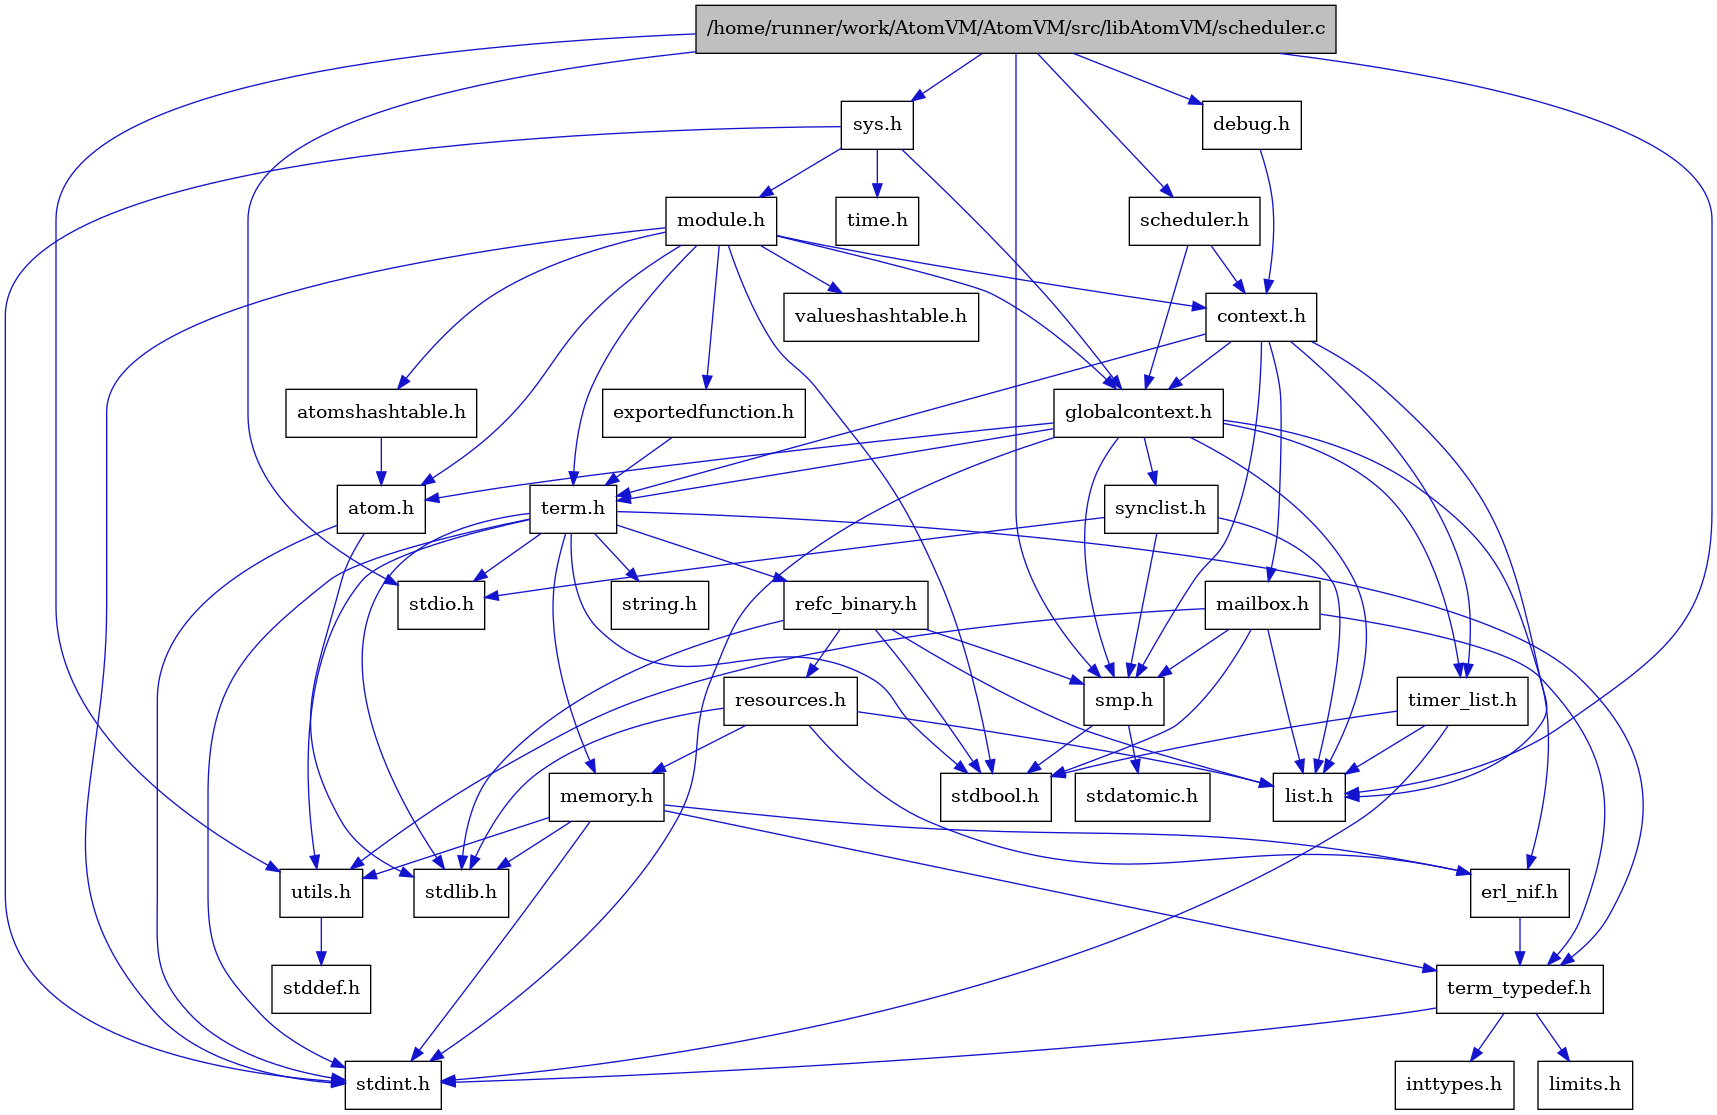 /home/runner/work/AtomVM/AtomVM/src/libAtomVM/scheduler.c
sys.h
debug.h
module.h
time.h
scheduler.h
valueshashtable.h
context.h
atomshashtable.h
exportedfunction.h
globalcontext.h
atom.h
term.h
synclist.h
stdio.h
string.h
refc_binary.h
mailbox.h
resources.h
smp.h
timer_list.h
memory.h
stdbool.h
stdatomic.h
list.h
utils.h
stdlib.h
erl_nif.h
stddef.h
term_typedef.h
stdint.h
inttypes.h
limits.h